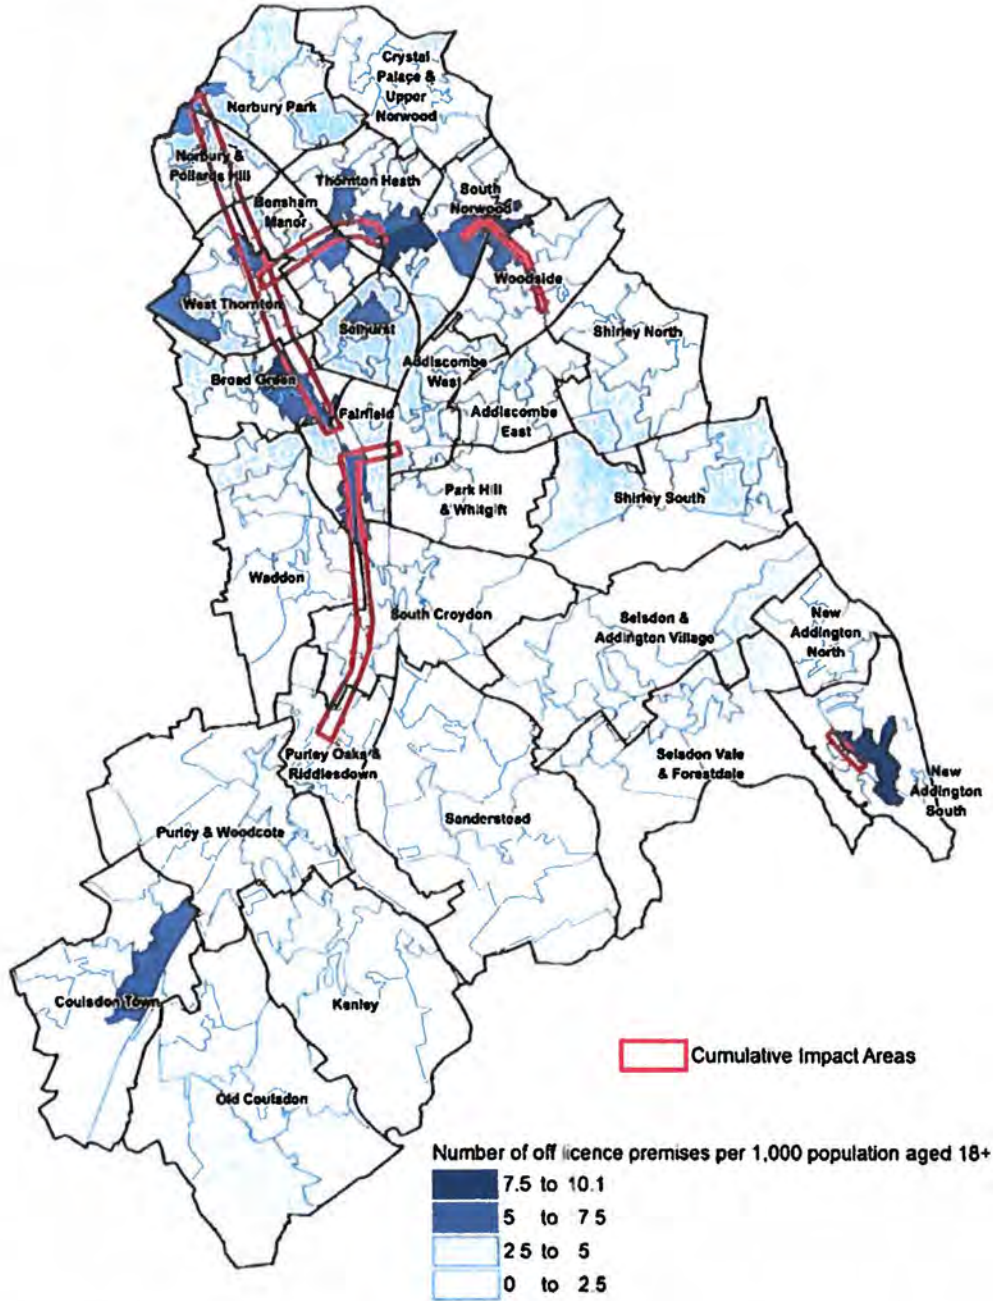 Crystal
Palace &
Upper
Norwood
Norbury Park
Norbury &
Pollards Hill
Thornton Heath
South
Norwood
Bensham
Manor
Woodside
West Thornton
Selhurst
Shirley North
Addiscombe
West
Broad Green
Fairfield
Addiscombe
East
Park Hill
& Whitgift
Shirley South
Waddon
South Croydon
Selsdon &
Addington Village
New
Addington
North
Purley Oaks &
Riddlesdown
Selsdon Vale
& Forestdale
New
Addington
South
Purley & Woodcote
Sanderstead
Coulsdon Town
Kenley
Old Coulsdon
Cumulative Impact Areas
Number of off licence premises per 1,000 population aged 18+
7.5 to 10.1
5 to 7 5
2 5 to 5
0 to 2.5